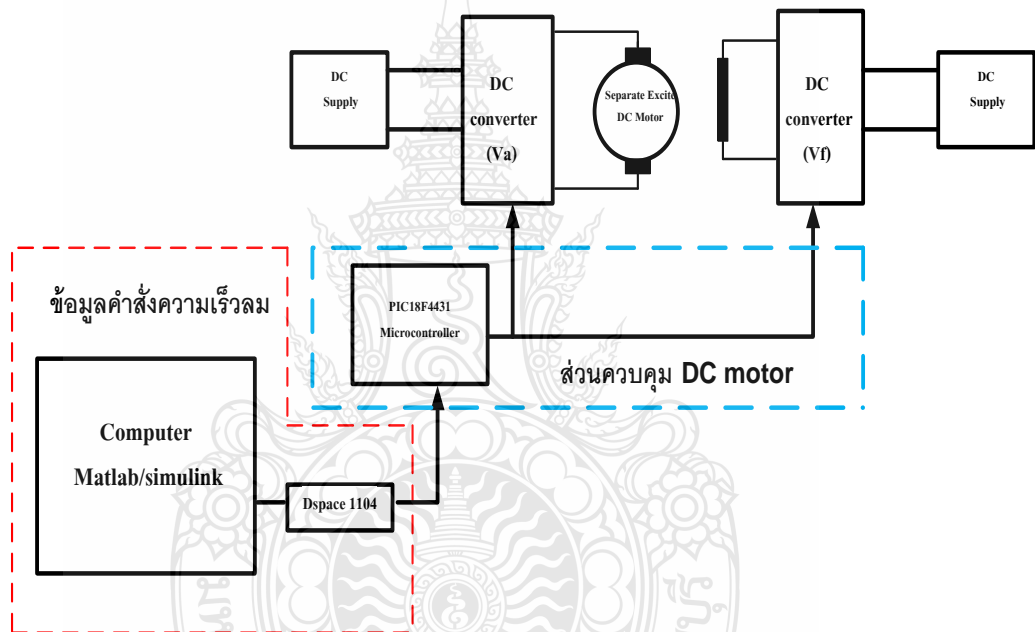 DC
Supply
DC
converter
(Va)
Separate Excite
DC Motor
DC
converter
(Vf)
DC
Supply
ข้อมูลคำสั่งความเร็วลม
PIC18F4431
Microcontroller
ส่วนควบคุม DC motor
Computer
Matlab/simulink
Dspace 1104